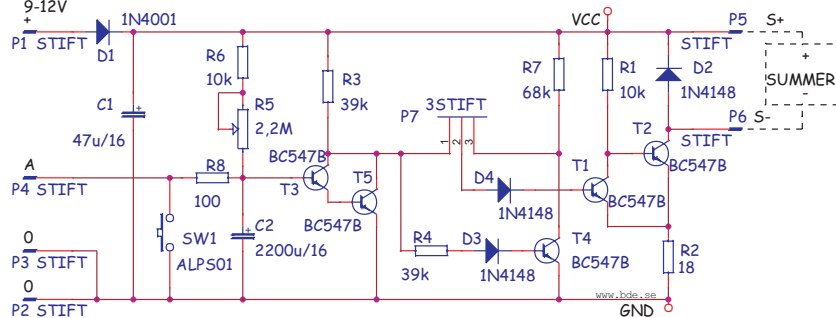 9-12V
+
P1 STIFT
1N4001
D1
C1
+
47u/16
R6
10k
R5
2,2M
R3
39k
P7
3STIFT
1
2
3
VCC
R7
68k
R1
10k
D2
1N4148
P5
STIFT
S+
+
SUMMER
-
P6
S-
STIFT
A
P4 STIFT
R8
100
BC547B
T3
T5
BC547B
D4
1N4148
T1
BC547B
T2
BC547B
SW1
ALPS01
C2
+
2200u/16
R4
39k
D3
1N4148
T4
BC547B
R2
18
0
P3 STIFT
0
P2 STIFT
www.bde.se
GND